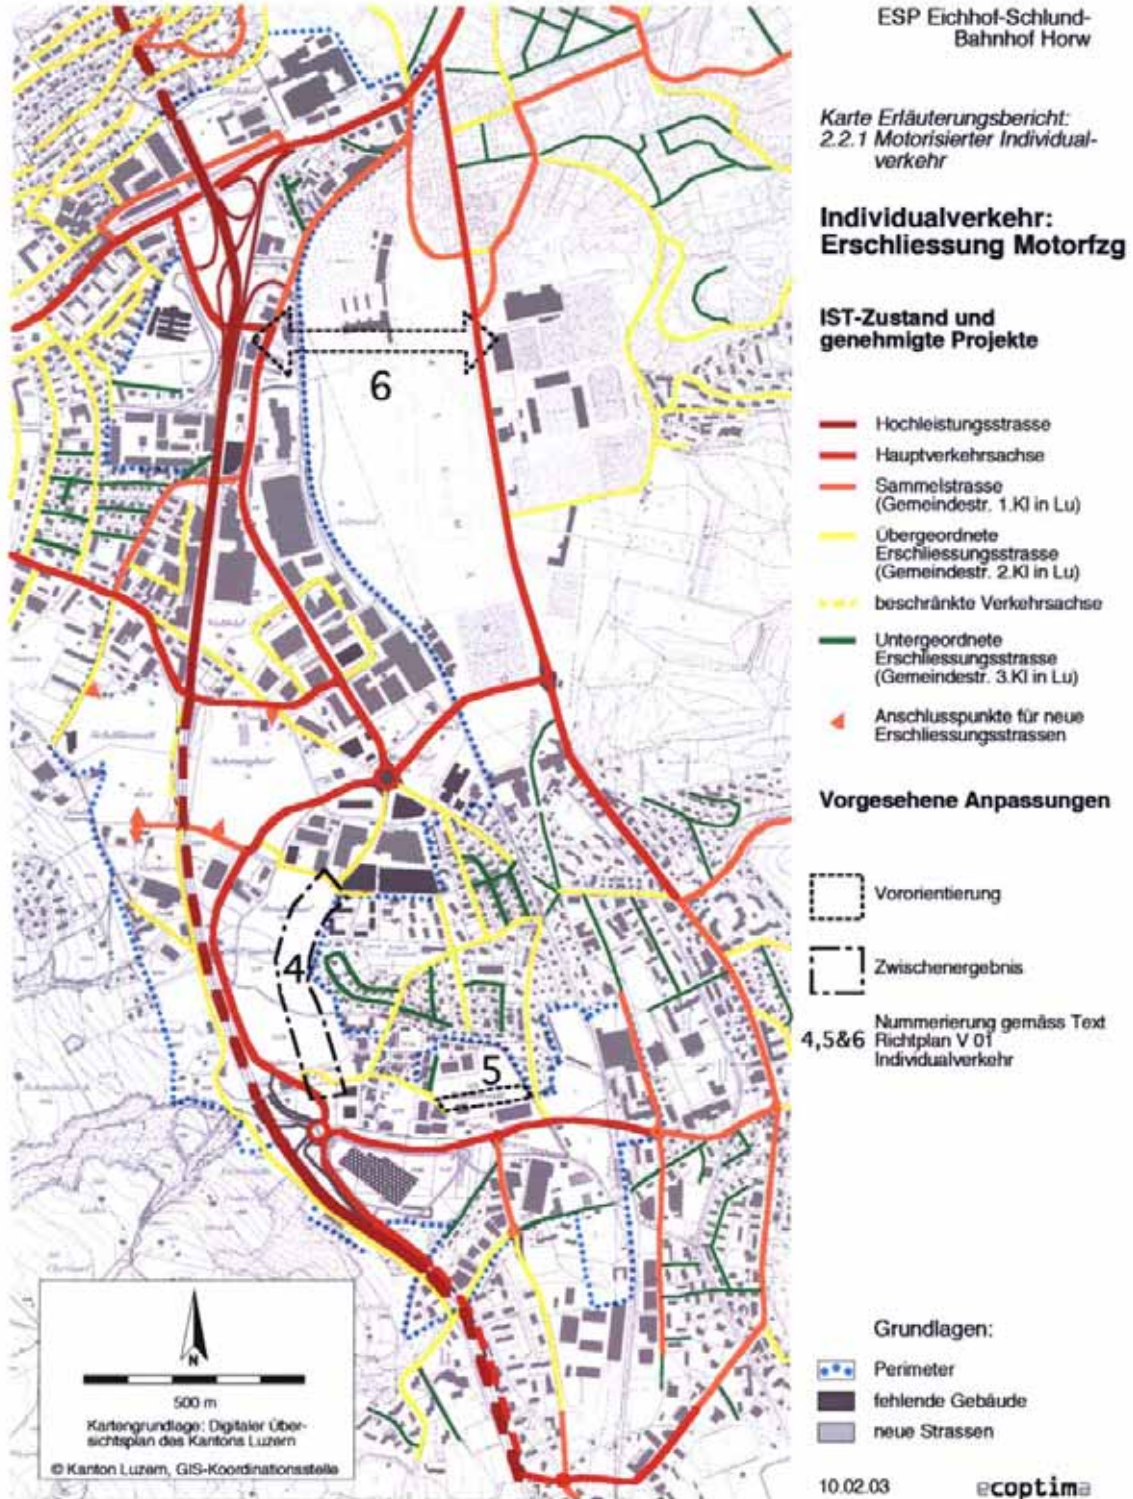 ESP Eichhof-Schlund-
Bahnhof Horw
Karte Erläuterungsbericht:
2.2.1 Motorisierter Individual-
verkehr
Individualverkehr:
Erschliessung Motorfzg
IST-Zustand und
genehmigte Projekte
Hochleistungsstrasse
Hauptverkehrsachse
Sammelstrasse
(Gemeindestr. 1.Kl in Lu)
Übergeordnete
Erschliessungsstrasse
(Gemeindestr. 2.Kl in Lu)
beschränkte Verkehrsachse
Untergeordnete
Erschliessungsstrasse
(Gemeindestr. 3.Kl in Lu)
Anschlusspunkte für neue
Erschliessungsstrassen
Vorgesehene Anpassungen
Vororientierung
Zwischenergebnis
4,5&6 Nummerierung gemäss Text
Richtplan V 01
Individualverkehr
Grundlagen:
Perimeter
fehlende Gebäude
neue Strassen
10.02.03
ecoptima
6
4
5
N
500 m
Kartengrundlage: Digitaler Über-
sichtsplan des Kantons Luzern
© Kanton Luzern, GIS-Koordinationsstelle